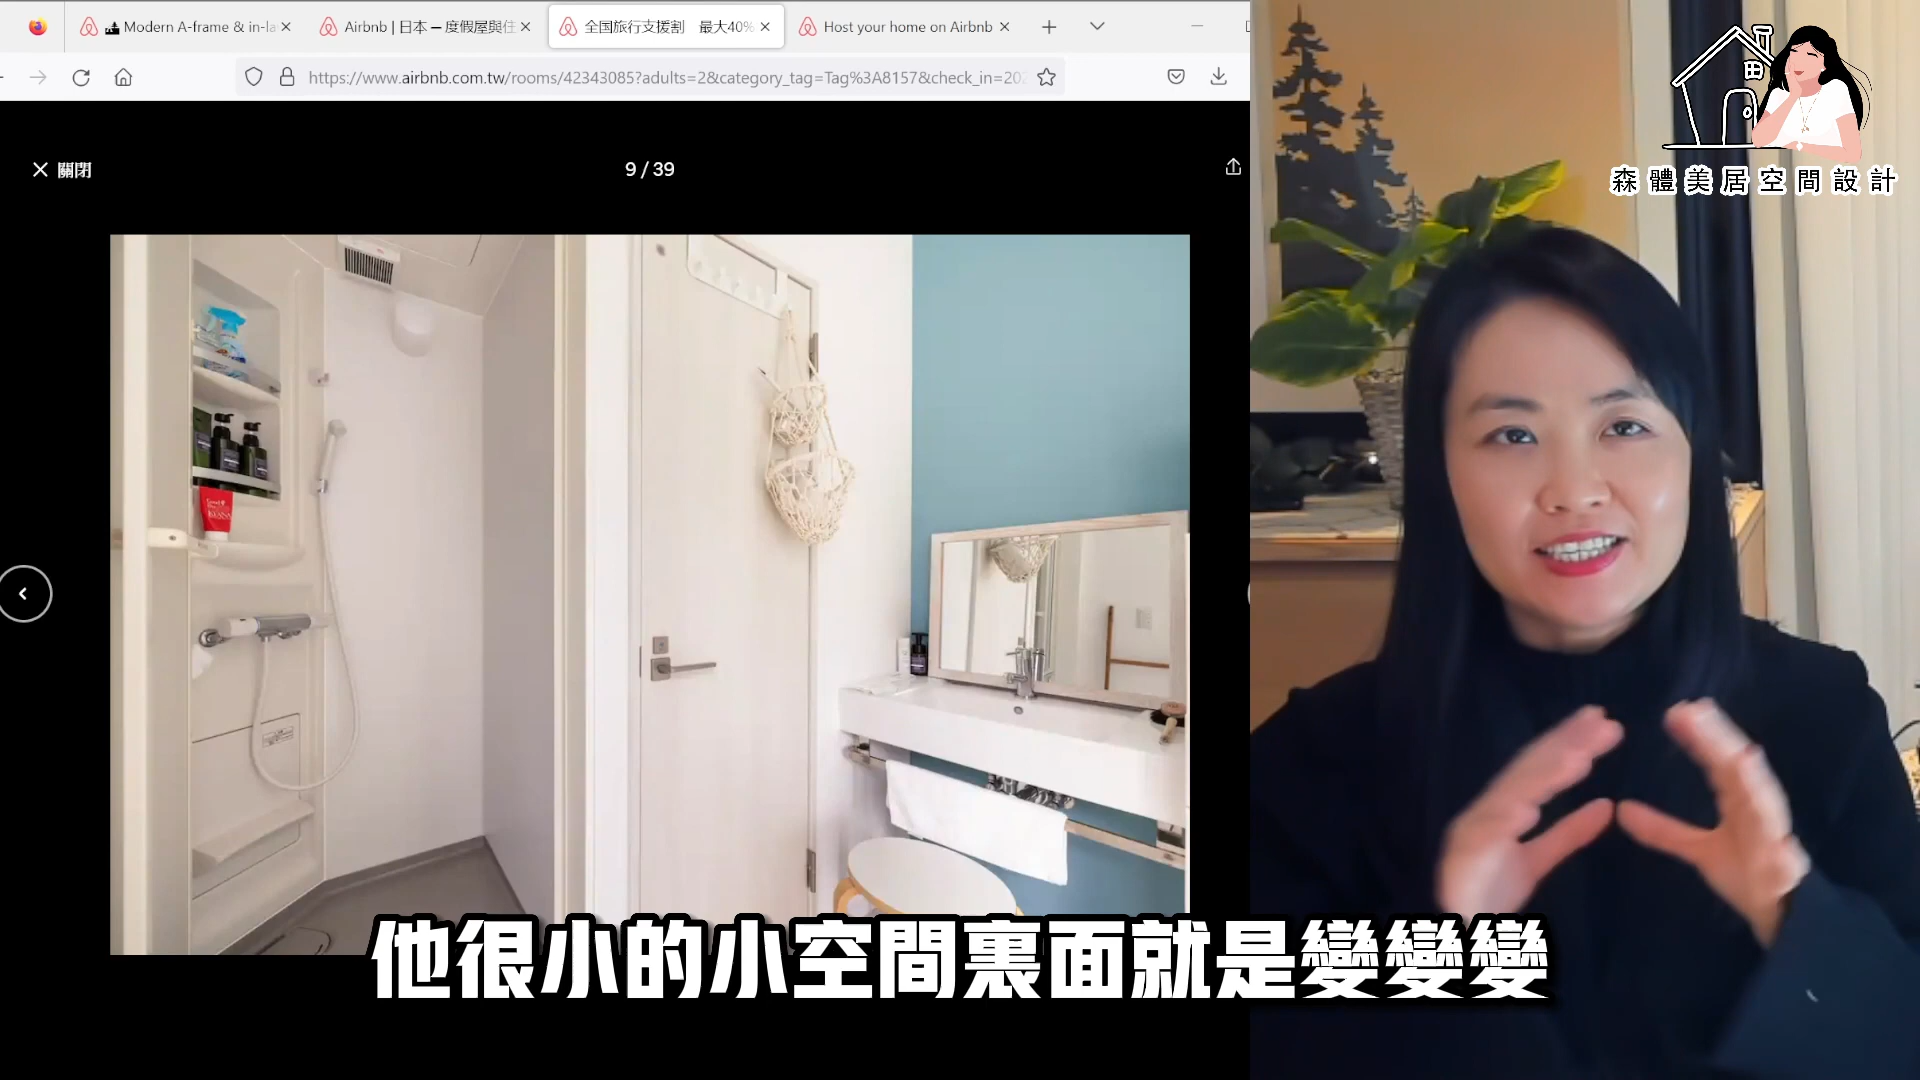 Modern A-frame & in-la
Airbnb | 日本 – 度假屋與住
全国旅行支援割　最大40%
Host your home on Airbnb
https://www.airbnb.com.tw/rooms/42343085?adults=2&category_tag=Tag%3A8157&check_in=202
關閉
9 / 39
森體美居空間設計
他很小的小空間裏面就是變變變